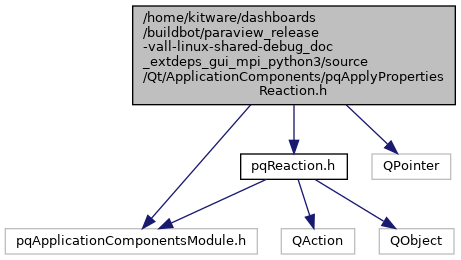 /home/kitware/dashboards
/buildbot/paraview_release
-vall-linux-shared-debug_doc
_extdeps_gui_mpi_python3/source
/Qt/ApplicationComponents/pqApplyProperties
Reaction.h
pqReaction.h
QPointer
pqApplicationComponentsModule.h
QAction
QObject